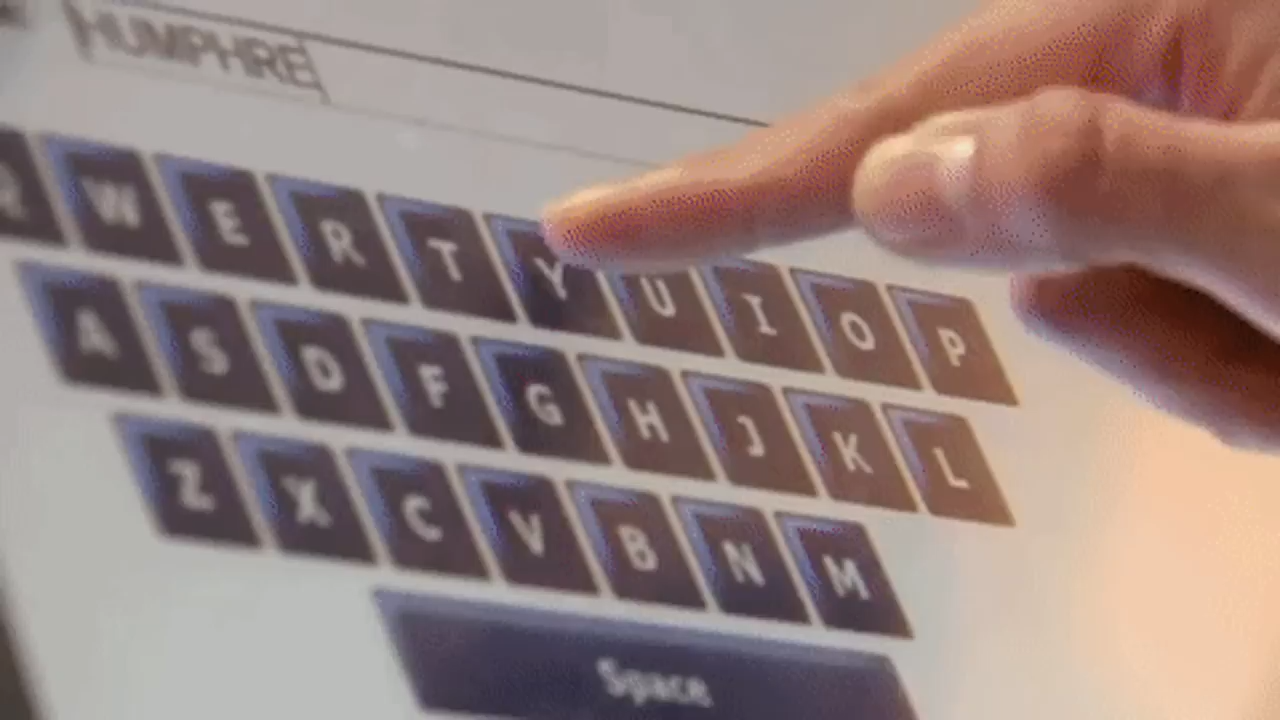 HUMPHRE
Q W E R T Y U I O P
A S D F G H J K L
Z X C V B N M
Space